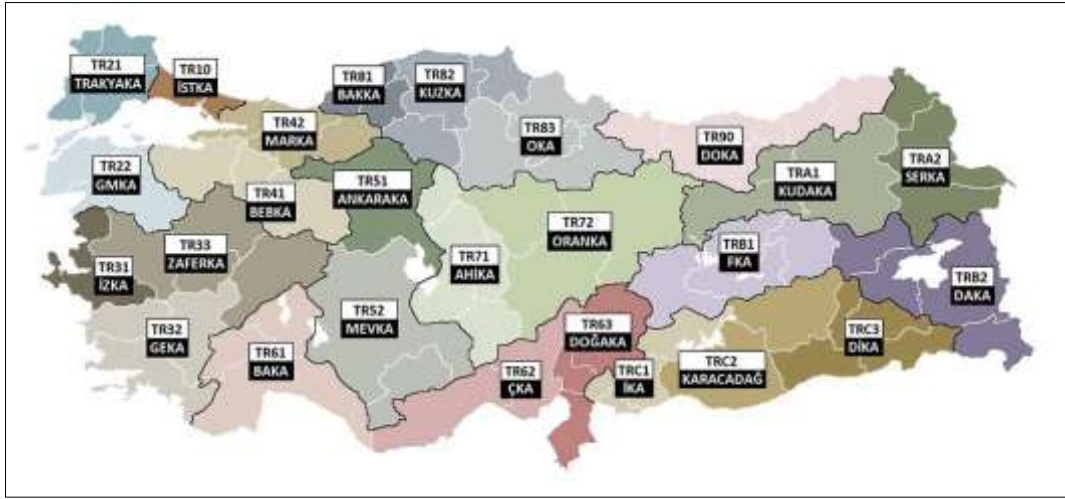 TR21
TRAKYAKA
TR10
İSTKA
TR81
BAKKA
TR82
KUZKA
TR42
MARKA
TR83
OKA
TR90
DOKA
TR22
GMKA
TR41
BEBKA
TR51
ANKARAKA
TRA1
KUDAKA
TRA2
SERKA
TR33
ZAFERKA
TR72
ORANKA
TR71
AHİKA
TRB1
FKA
TR31
İZKA
TRB2
DAKA
TR52
MEVKA
TR32
GEKA
TR63
DOĞAKA
TRC3
DİKA
TR61
BAKA
TR62
ÇKA
TRC1
İKA
TRC2
KARACADAĞ